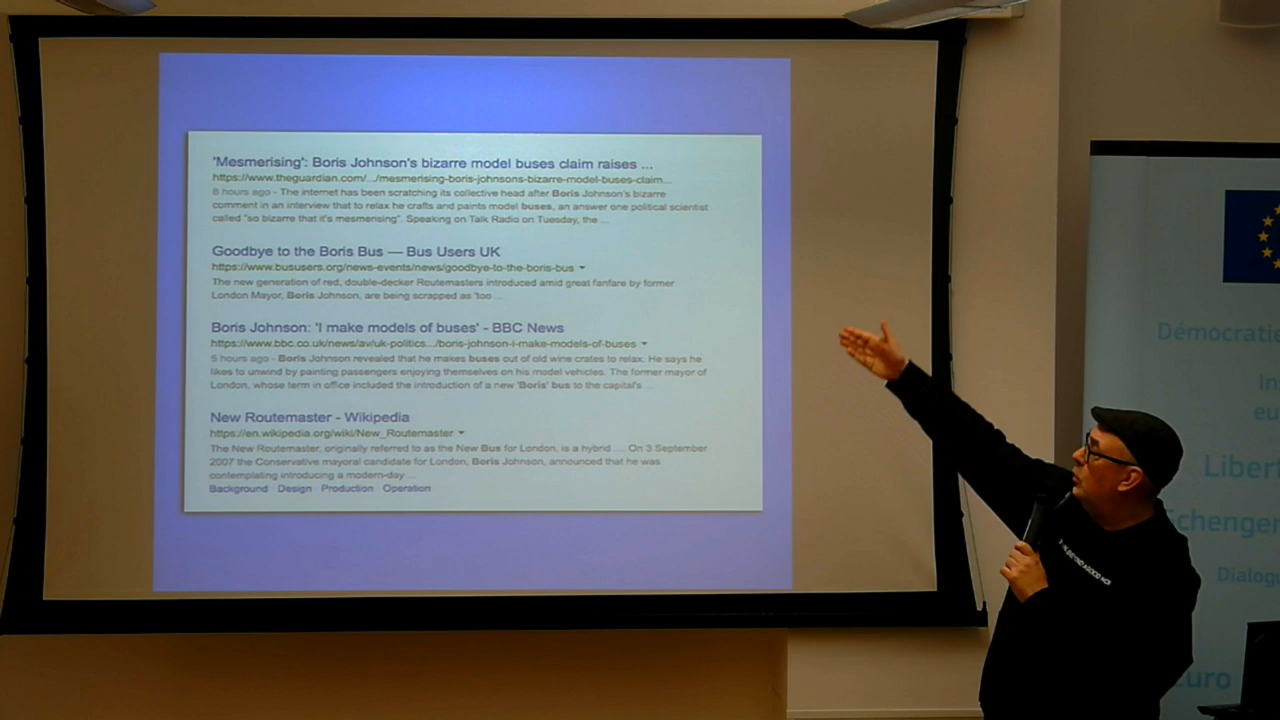 'Mesmerising': Boris Johnson's bizarre model buses claim raises ...
https://www.theguardian.com/.../mesmerising-boris-johnsons-bizarre-model-buses-claim...
8 hours ago - The internet has been scratching its collective head after Boris Johnson's bizarre
comment in an interview that to relax he crafts and paints model buses, an answer one political scientist
called "so bizarre that it's mesmerising". Speaking on Talk Radio on Tuesday, the ...
Goodbye to the Boris Bus — Bus Users UK
https://www.bususers.org/news-events/news/goodbye-to-the-boris-bus
The new generation of red, double-decker Routemasters introduced amid great fanfare by former
London Mayor, Boris Johnson, are being scrapped as 'too ...
Boris Johnson: 'I make models of buses' - BBC News
https://www.bbc.co.uk/news/av/uk-politics.../boris-johnson-i-make-models-of-buses
5 hours ago - Boris Johnson revealed that he makes buses out of old wine crates to relax. He says he
likes to unwind by painting passengers enjoying themselves on his model vehicles. The former mayor of
London, whose term in office included the introduction of a new 'Boris' bus to the capital's ...
New Routemaster - Wikipedia
https://en.wikipedia.org/wiki/New_Routemaster
The New Routemaster, originally referred to as the New Bus for London, is a hybrid .... On 3 September
2007 the Conservative mayoral candidate for London, Boris Johnson, announced that he was
contemplating introducing a modern-day ...
Background Design Production Operation
Démocratie
In
eu
Liber
Schengen
Dialog
Euro